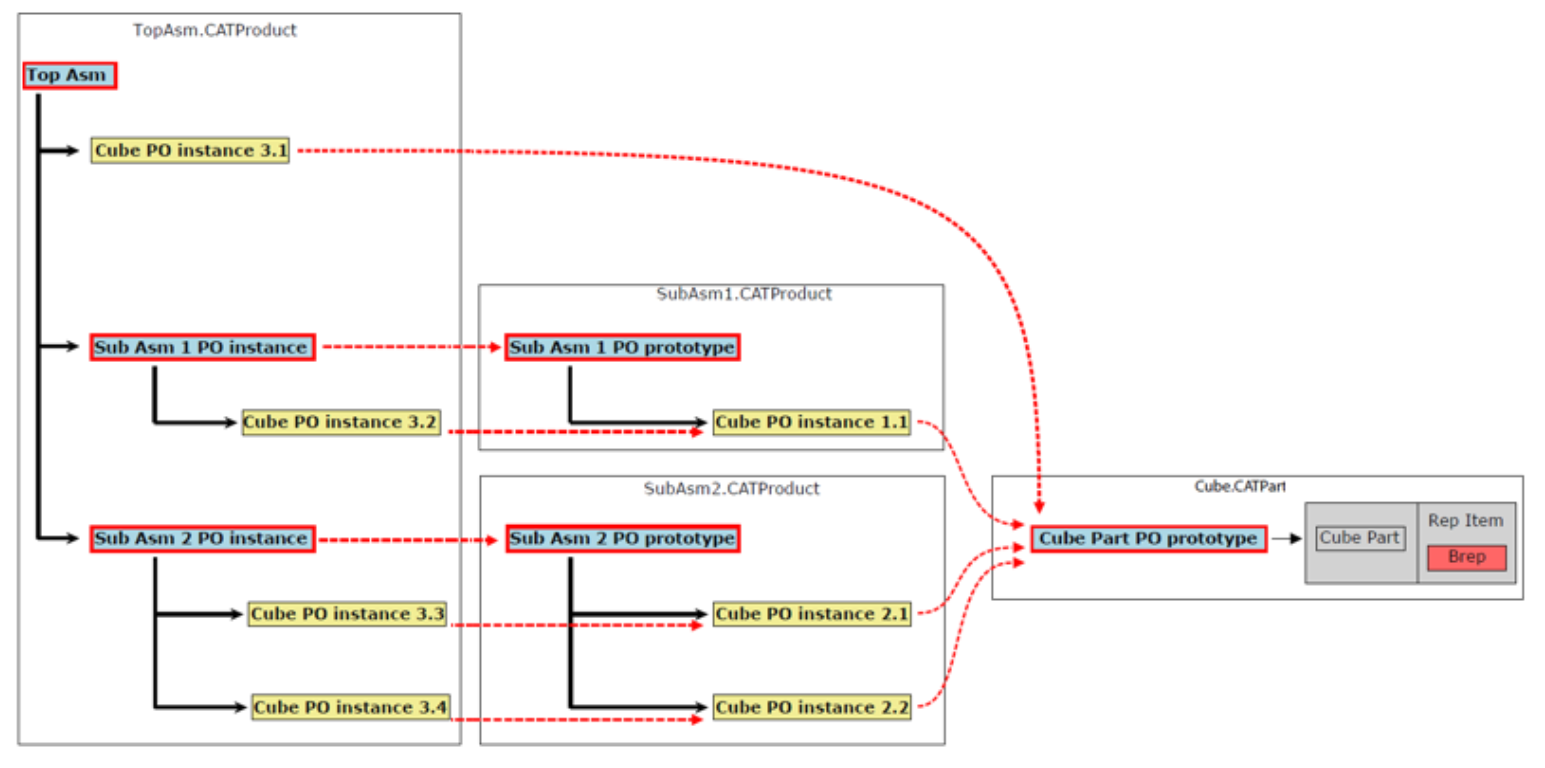 TopAsm.CATProduct
Top Asm
Cube PO instance 3.1
SubAsm1.CATProduct
Sub Asm 1 PO instance
Sub Asm 1 PO prototype
Cube PO instance 3.2
Cube PO instance 1.1
SubAsm2.CATProduct
Cube.CATPart
Sub Asm 2 PO instance
Sub Asm 2 PO prototype
Cube Part PO prototype
Cube Part
Rep Item
Brep
Cube PO instance 3.3
Cube PO instance 2.1
Cube PO instance 3.4
Cube PO instance 2.2